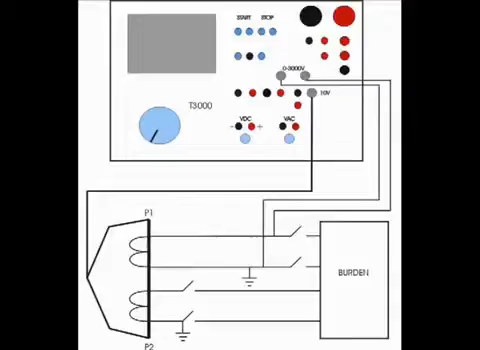 START STOP
0-3000V
10V
T3000
VDC VAC
- +
P1
BURDEN
P2